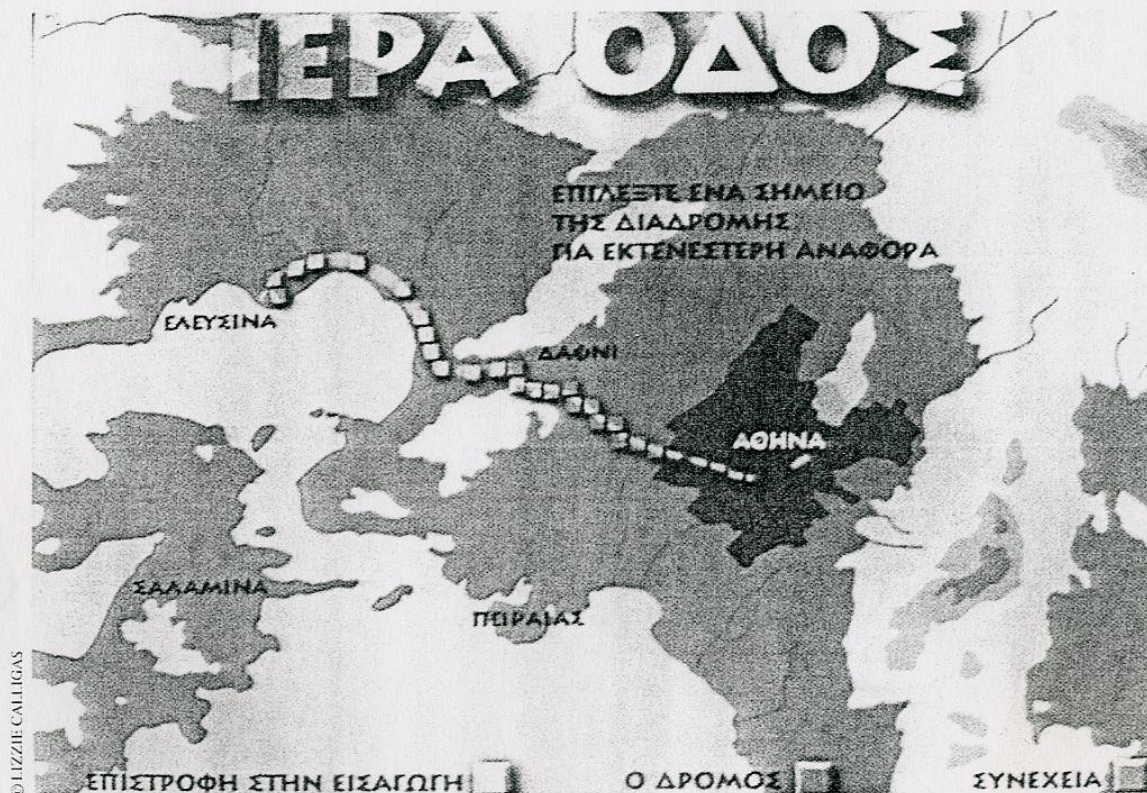 ΙΕΡΑ ΟΔΟΣ
ΕΠΙΛΕΞΤΕ ΕΝΑ ΣΗΜΕΙΟ
ΤΗΣ ΔΙΑΔΡΟΜΗΣ
ΓΙΑ ΕΚΤΕΝΕΣΤΕΡΗ ΑΝΑΦΟΡΑ
ΕΛΕΥΣΙΝΑ
ΔΑΦΝΙ
ΑΘΗΝΑ
ΣΑΛΑΜΙΝΑ
ΠΕΙΡΑΙΑΣ
ΕΠΙΣΤΡΟΦΗ ΣΤΗΝ ΕΙΣΑΓΩΓΗ
Ο ΔΡΟΜΟΣ
ΣΥΝΕΧΕΙΑ
© LIZZIE CALLIGAS